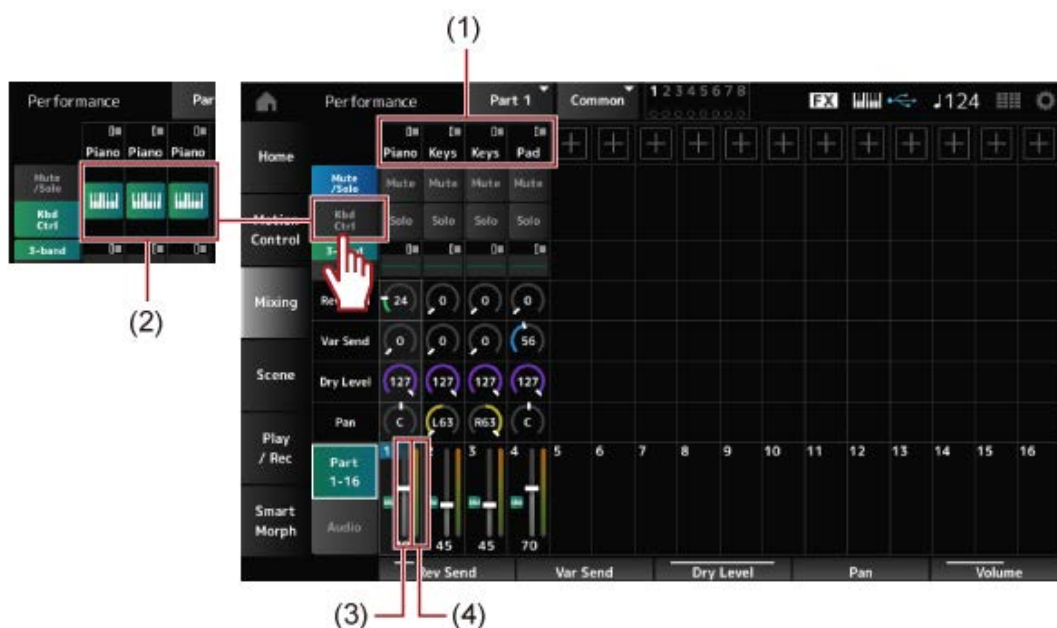 (1)
Performance Par
Piano Piano Piano
Mute /Solo
Kbd Ctrl
3-band
(2)
Performance Part 1 Common 1 2 3 4 5 6 7 8 FX ♩124
Home
Piano Keys Keys Pad
Mute /Solo Mute Mute Mute Mute
Kbd Ctrl Solo Solo Solo Solo
Control
Mixing
24 0 0 0
Var Send 0 0 0 56
Scene
Dry Level 127 127 127 127
Pan C L63 R63 C
Play / Rec
Part 1-16
1 2 3 4 5 6 7 8 9 10 11 12 13 14 15 16
Smart Morph
Audio
45 45 70
Rev Send Var Send Dry Level Pan Volume
(3) (4)